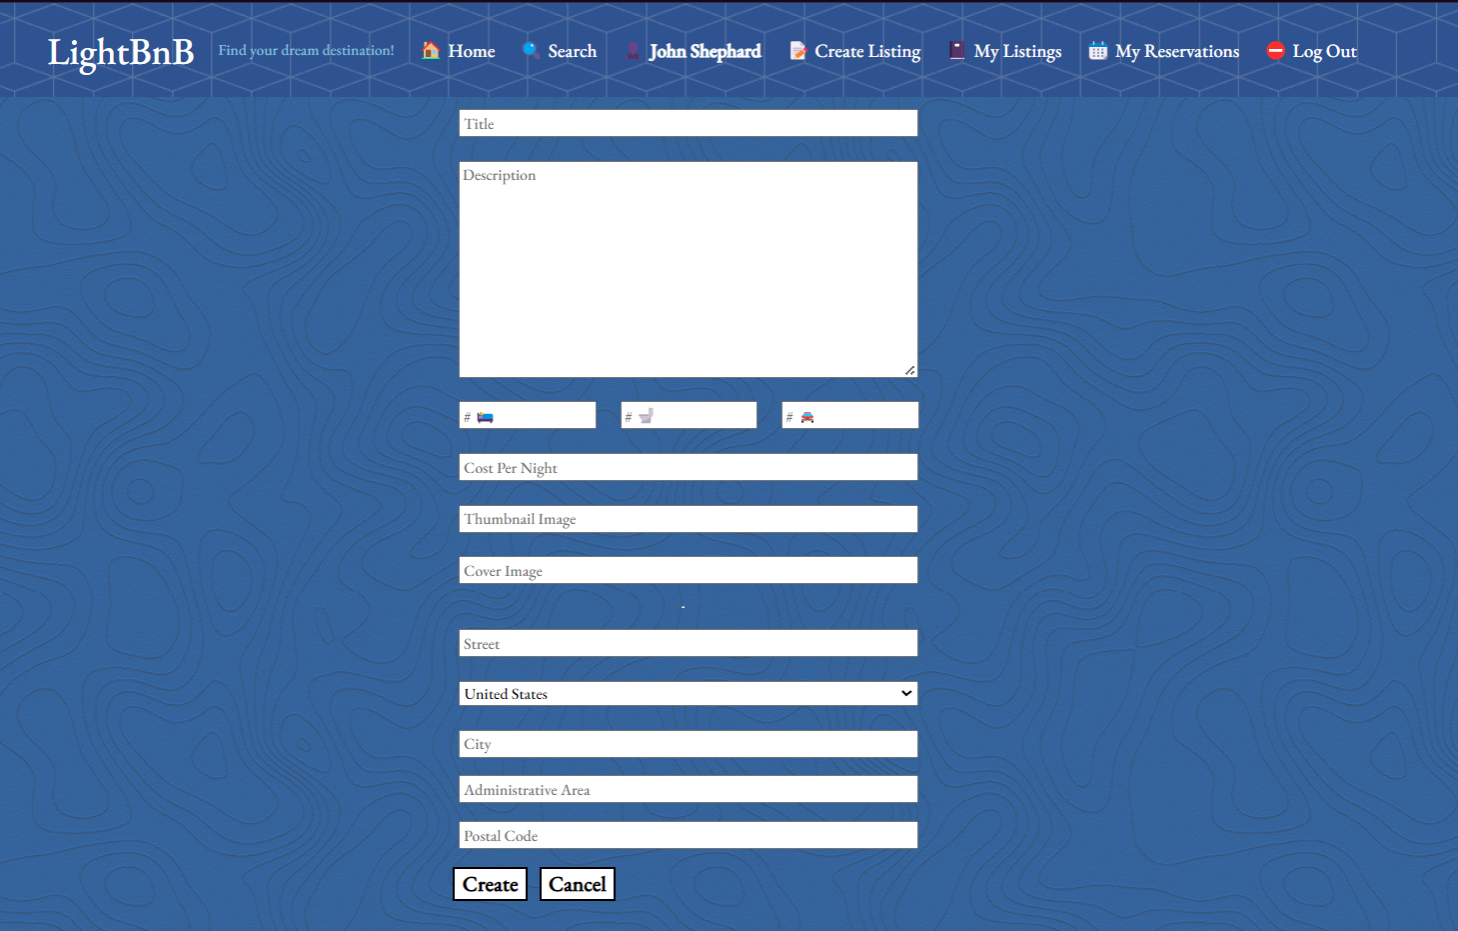 LightBnB Find your dream destination! Home Search John Shephard Create Listing My Listings My Reservations Log Out
Title
Description
# # #
Cost Per Night
Thumbnail Image
Cover Image
-
Street
United States
City
Administrative Area
Postal Code
Create Cancel